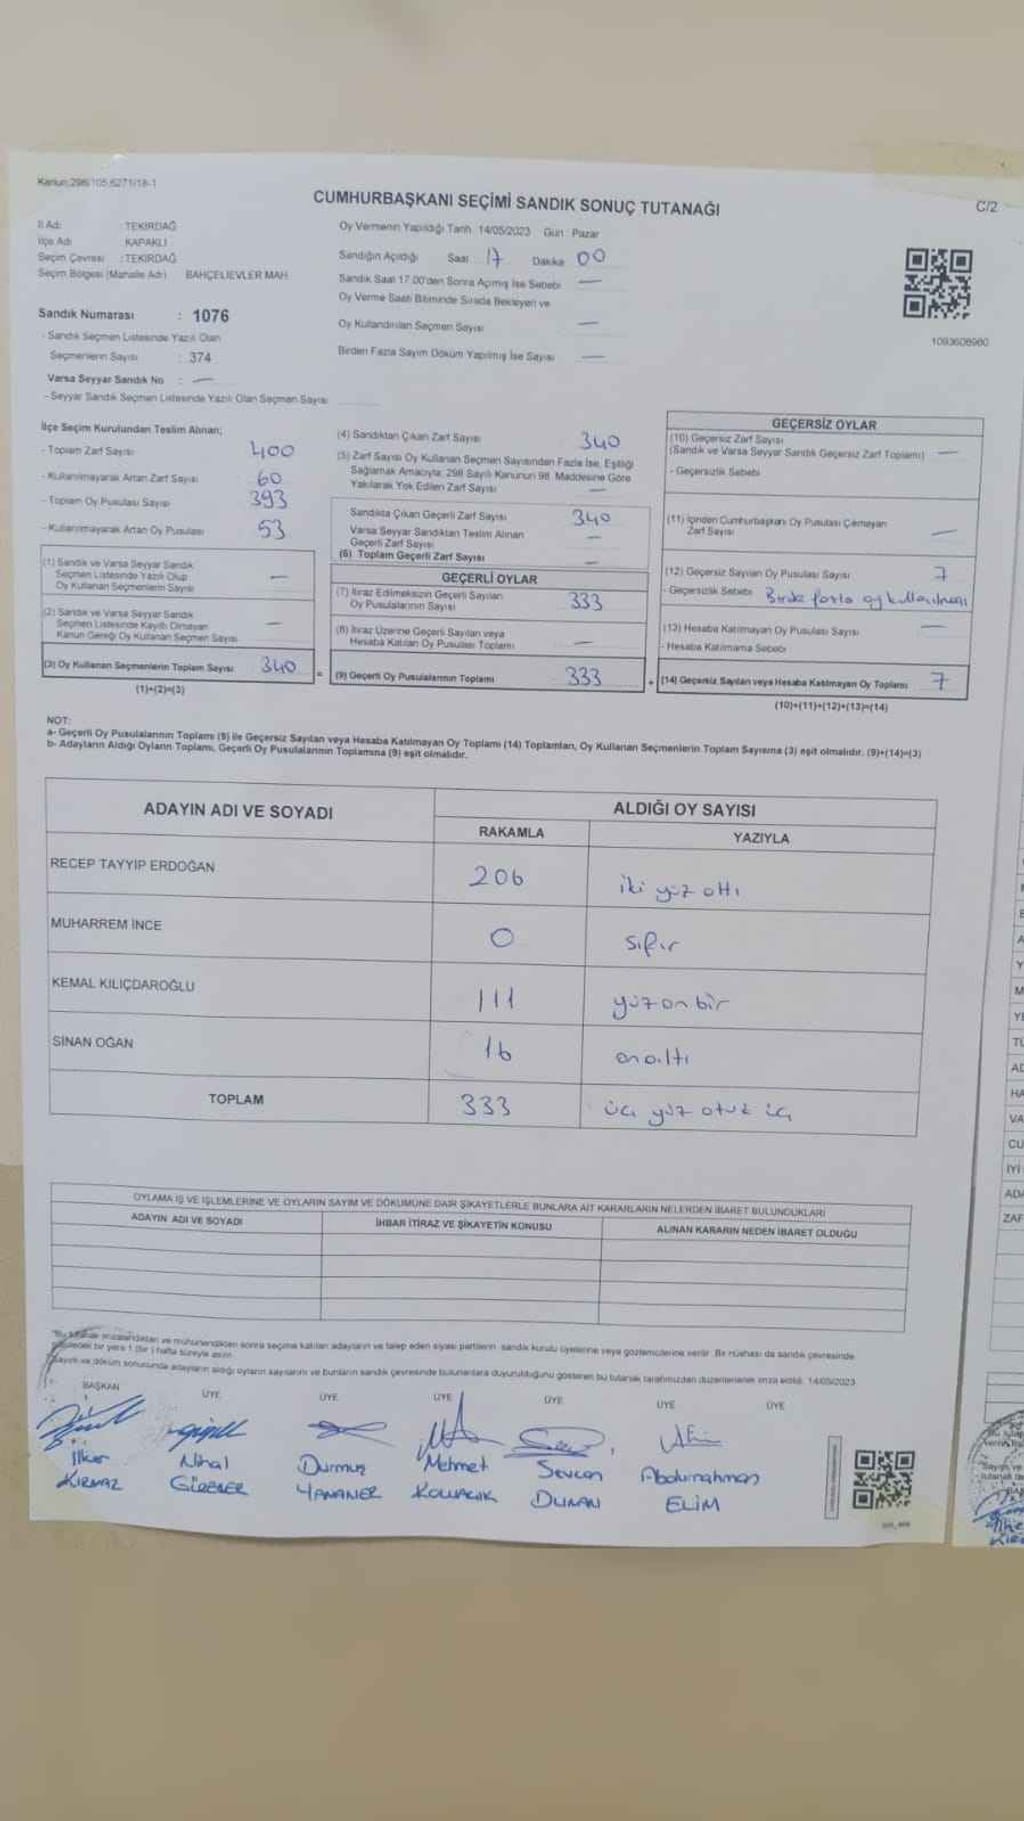 Kanun:298/105,6271/18-1
CUMHURBAŞKANI SEÇİMİ SANDIK SONUÇ TUTANAĞI
C/2
İl Adı : TEKİRDAĞ
İlçe Adı KAPAKLI
Seçim Çevresi : TEKİRDAĞ
Seçim Bölgesi (Mahalle Adı) BAHÇELİEVLER MAH.
Sandık Numarası : 1076
- Sandık Seçmen Listesinde Yazılı Olan
Seçmenlerin Sayısı : 374
Varsa Seyyar Sandık No : —
- Seyyar Sandık Seçmen Listesinde Yazılı Olan Seçmen Sayısı
Oy Vermenin Yapıldığı Tarih 14/05/2023 Gün : Pazar
Sandığın Açıldığı Saat 17 Dakika 00
Sandık Saat 17.00'den Sonra Açılmış İse Sebebi —
Oy Verme Saati Bitiminde Sırada Bekleyen ve
Oy Kullandırılan Seçmen Sayısı —
Birden Fazla Sayım Döküm Yapılmış İse Sayısı —
1093608980
İlçe Seçim Kurulundan Teslim Alınan;
- Toplam Zarf Sayısı 400
- Kullanılmayarak Artan Zarf Sayısı 60
- Toplam Oy Pusulası Sayısı 393
- Kullanılmayarak Artan Oy Pusulası 53
(1) Sandık ve Varsa Seyyar Sandık
Seçmen Listesinde Yazılı Olup
Oy Kullanan Seçmenlerin Sayısı —
(2) Sandık ve Varsa Seyyar Sandık
Seçmen Listesinde Kayıtlı Olmayan
Kanun Gereği Oy Kullanan Seçmen Sayısı —
(3) Oy Kullanan Seçmenlerin Toplam Sayısı 340
(1)+(2)=(3)
(4) Sandıktan Çıkan Zarf Sayısı 340
(5) Zarf Sayısı Oy Kullanan Seçmen Sayısından Fazla İse, Eşitliği
Sağlamak Amacıyla; 298 Sayılı Kanunun 98. Maddesine Göre
Yakılarak Yok Edilen Zarf Sayısı —
Sandıkta Çıkan Geçerli Zarf Sayısı 340
Varsa Seyyar Sandıktan Teslim Alınan
Geçerli Zarf Sayısı —
(6) Toplam Geçerli Zarf Sayısı —
GEÇERLİ OYLAR
(7) İtiraz Edilmeksizin Geçerli Sayılan
Oy Pusulalarının Sayısı 333
(8) İtiraz Üzerine Geçerli Sayılan veya
Hesaba Katılan Oy Pusulası Toplamı —
= (9) Geçerli Oy Pusulalarının Toplamı 333
GEÇERSİZ OYLAR
(10) Geçersiz Zarf Sayısı
(Sandık ve Varsa Seyyar Sandık Geçersiz Zarf Toplamı) —
- Geçersizlik Sebebi
(11) İçinden Cumhurbaşkanı Oy Pusulası Çıkmayan
Zarf Sayısı —
(12) Geçersiz Sayılan Oy Pusulası Sayısı 7
- Geçersizlik Sebebi Birde fazla oy kullanılması
(13) Hesaba Katılmayan Oy Pusulası Sayısı —
- Hesaba Katılmama Sebebi
+ (14) Geçersiz Sayılan veya Hesaba Katılmayan Oy Toplamı 7
(10)+(11)+(12)+(13)=(14)
NOT:
a- Geçerli Oy Pusulalarının Toplamı (9) ile Geçersiz Sayılan veya Hesaba Katılmayan Oy Toplamı (14) Toplamları, Oy Kullanan Seçmenlerin Toplam Sayısına (3) eşit olmalıdır. (9)+(14)=(3)
b- Adayların Aldığı Oyların Toplamı, Geçerli Oy Pusulalarının Toplamına (9) eşit olmalıdır.
ADAYIN ADI VE SOYADI
ALDIĞI OY SAYISI
RAKAMLA YAZIYLA
RECEP TAYYİP ERDOĞAN 206 iki yüz altı
MUHARREM İNCE 0 sıfır
KEMAL KILIÇDAROĞLU 111 yüz on bir
SİNAN OĞAN 16 onaltı
TOPLAM 333 üç yüz otuz üç
OYLAMA İŞ VE İŞLEMLERİNE VE OYLARIN SAYIM VE DÖKÜMÜNE DAİR ŞİKAYETLERLE BUNLARA AİT KARARLARIN NELERDEN İBARET BULUNDUKLARI
ADAYIN ADI VE SOYADI İHBAR İTİRAZ VE ŞİKAYETİN KONUSU ALINAN KARARIN NEDEN İBARET OLDUĞU
"Bu tutanak imzalandıktan ve mühürlendikten sonra seçime katılan adayların ve talep eden siyasi partilerin sandık kurulu üyelerine veya gözlemcilerine verilir. Bir nüshası da sandık çevresinde
bir yere 1 (bir) hafta süreyle asılır.
Sayım ve döküm sonucunda adayların aldığı oyların sayılarını ve bunların sandık çevresinde bulunanlara duyurulduğunu gösteren bu tutanak tarafımızdan düzenlenerek imza edildi. 14/05/2023
BAŞKAN ÜYE ÜYE ÜYE ÜYE ÜYE ÜYE
İlker Nihal Durmuş Mehmet Sevcan Abdurrahman
KIRMAZ GÜRENER YAPANER DURAN ELİM